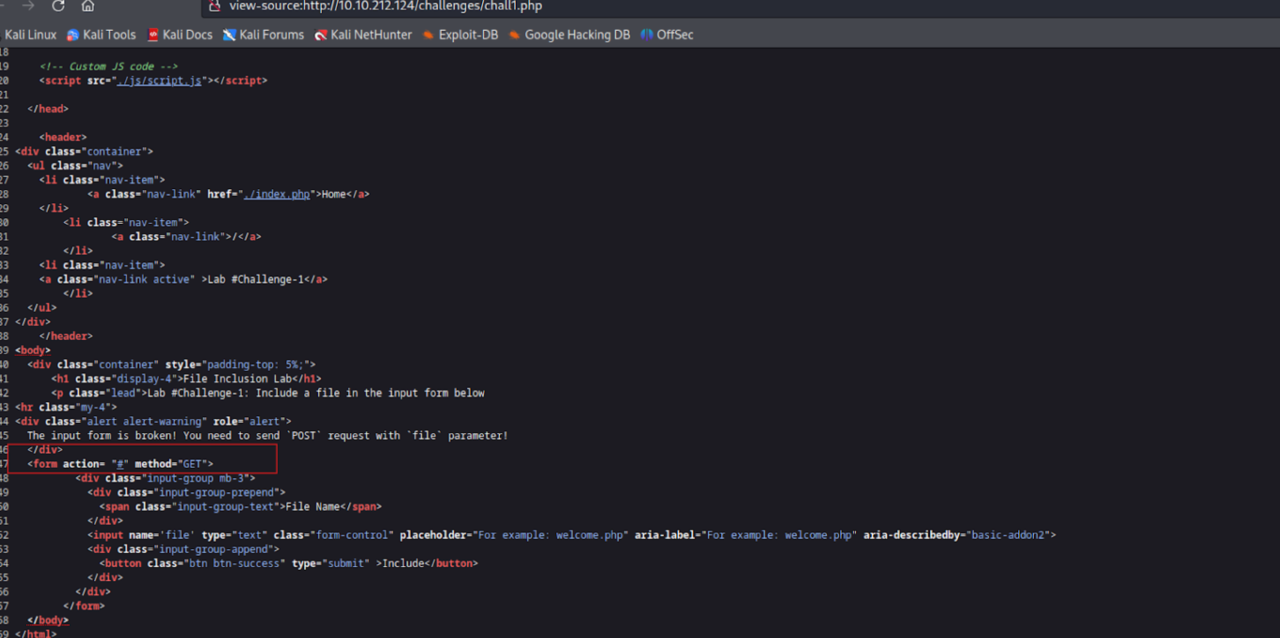 view-source:http://10.10.212.124/challenges/chall1.php
Kali Linux Kali Tools Kali Docs Kali Forums Kali NetHunter Exploit-DB Google Hacking DB OffSec
18
19 <!-- Custom JS code -->
20 <script src="./js/script.js"></script>
21
22 </head>
23
24 <header>
25 <div class="container">
26 <ul class="nav">
27 <li class="nav-item">
28 <a class="nav-link" href="./index.php">Home</a>
29 </li>
30 <li class="nav-item">
31 <a class="nav-link">/</a>
32 </li>
33 <li class="nav-item">
34 <a class="nav-link active" >Lab #Challenge-1</a>
35 </li>
36 </ul>
37 </div>
38 </header>
39 <body>
40 <div class="container" style="padding-top: 5%;">
41 <h1 class="display-4">File Inclusion Lab</h1>
42 <p class="lead">Lab #Challenge-1: Include a file in the input form below
43 <hr class="my-4">
44 <div class="alert alert-warning" role="alert">
45 The input form is broken! You need to send `POST` request with `file` parameter!
46 </div>
47 <form action= "#" method="GET">
48 <div class="input-group mb-3">
49 <div class="input-group-prepend">
50 <span class="input-group-text">File Name</span>
51 </div>
52 <input name='file' type="text" class="form-control" placeholder="For example: welcome.php" aria-label="For example: welcome.php" aria-describedby="basic-addon2">
53 <div class="input-group-append">
54 <button class="btn btn-success" type="submit" >Include</button>
55 </div>
56 </div>
57 </form>
58 </body>
59 </html>